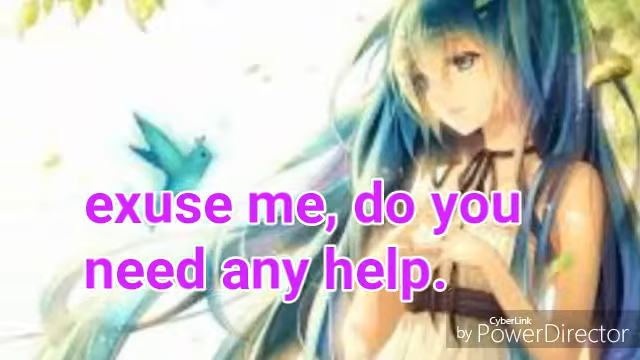 exuse me, do you
need any help.
CyberLink
by PowerDirector